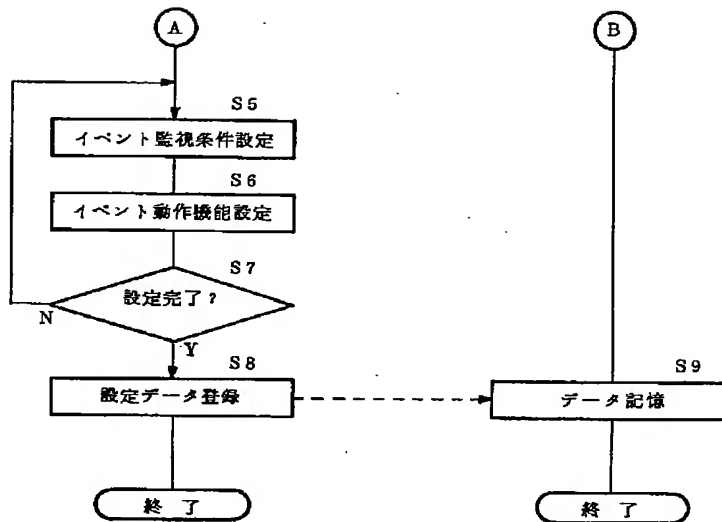 A
B
S5
イベント監視条件設定
S6
イベント動作機能設定
S7
設定完了?
N
Y
S8
設定データ登録
S9
データ記憶
終了
終了